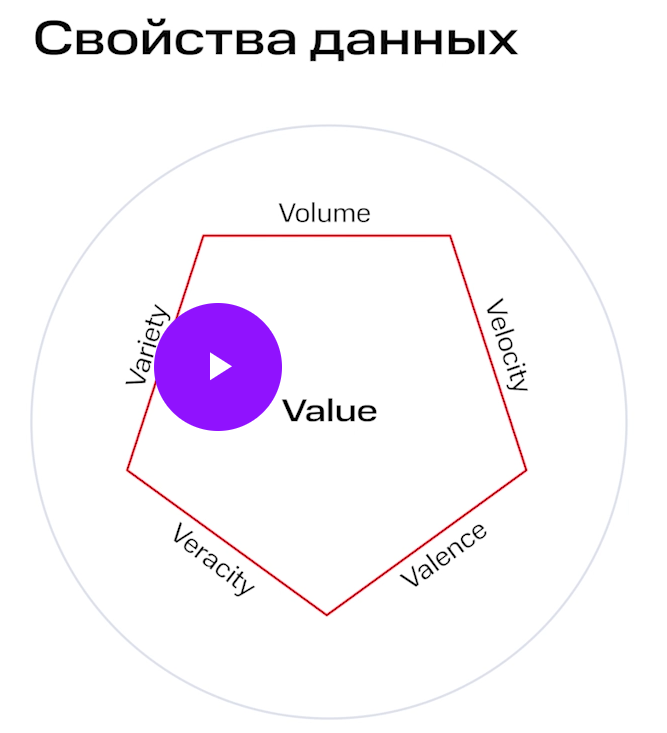 Свойства данных
Volume
Variety
Velocity
Value
Veracity
Valence